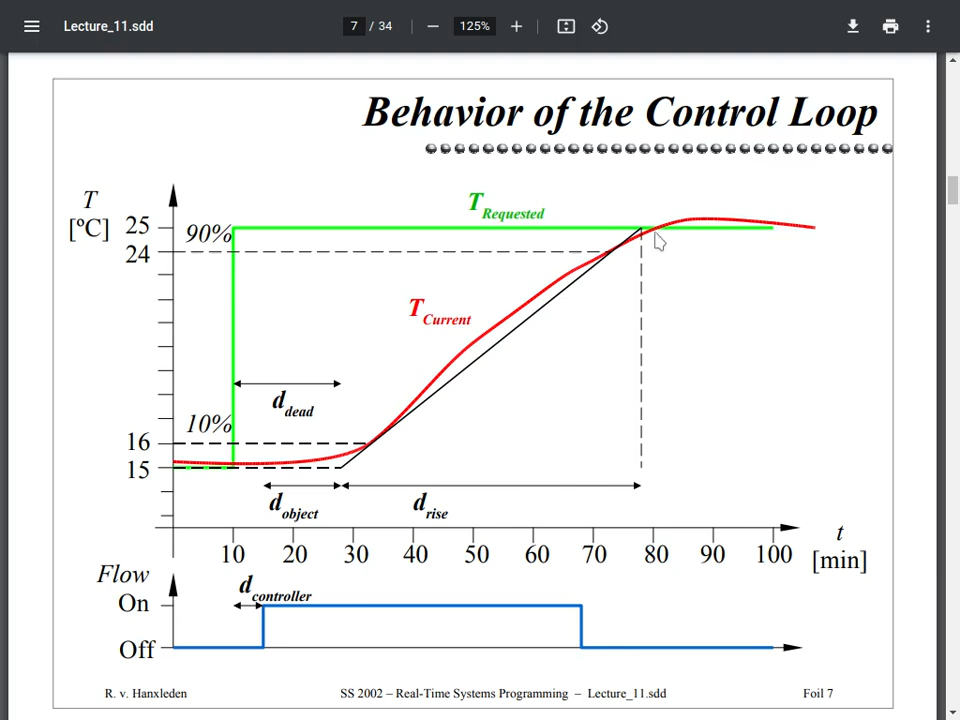 Lecture_11.sdd
7 / 34
125%
Behavior of the Control Loop
T
[ºC]
25
90%
24
T Requested
T Current
d dead
10%
16
15
d object
d rise
10 20 30 40 50 60 70 80 90 100
t
[min]
Flow
On
d controller
Off
R. v. Hanxleden
SS 2002 – Real-Time Systems Programming – Lecture_11.sdd
Foil 7